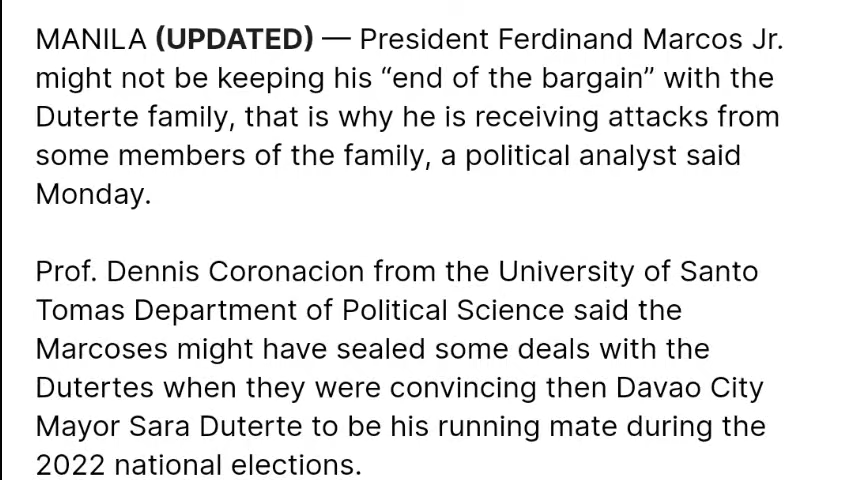 MANILA (UPDATED) — President Ferdinand Marcos Jr.
might not be keeping his “end of the bargain” with the
Duterte family, that is why he is receiving attacks from
some members of the family, a political analyst said
Monday.
Prof. Dennis Coronacion from the University of Santo
Tomas Department of Political Science said the
Marcoses might have sealed some deals with the
Dutertes when they were convincing then Davao City
Mayor Sara Duterte to be his running mate during the
2022 national elections.